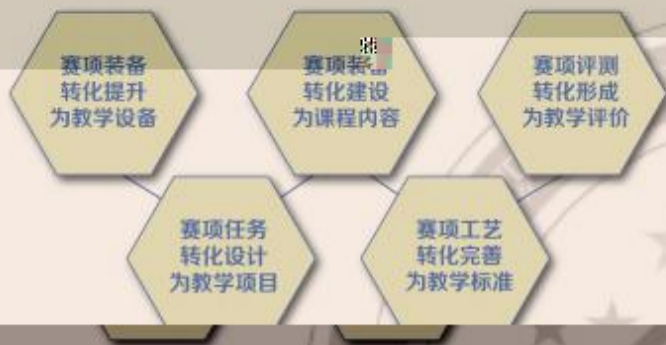 赛项装备
转化提升
为教学设备
赛项装
转化建设
为课程内容
赛项评测
转化形成
为教学评价
赛项任务
转化设计
为教学项目
赛项工艺
转化完善
为教学标准